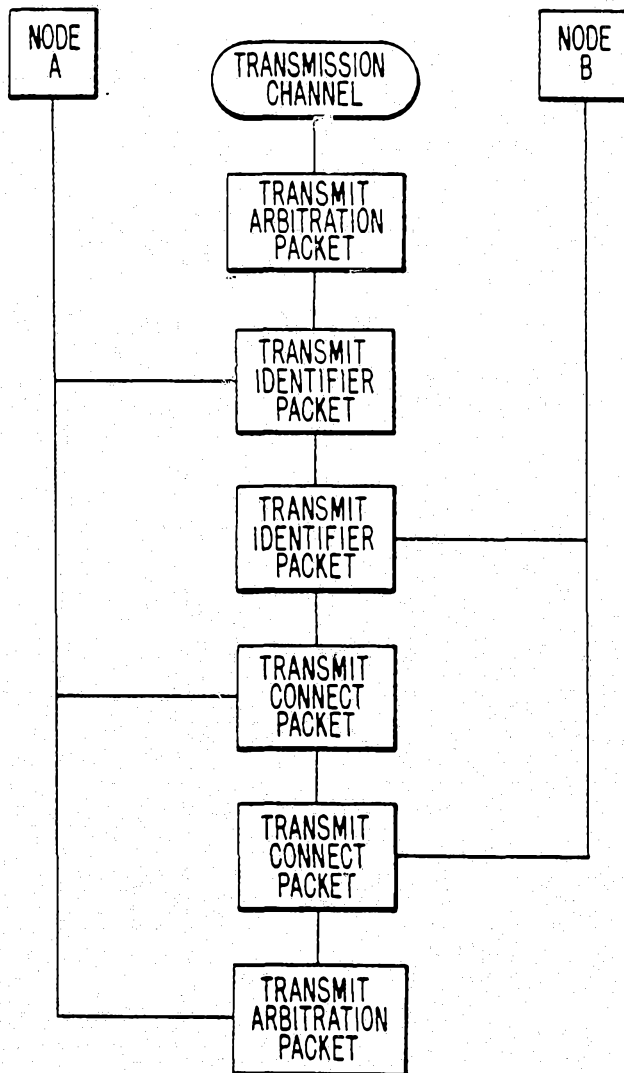 NODE
A
TRANSMISSION
CHANNEL
NODE
B
TRANSMIT
ARBITRATION
PACKET
TRANSMIT
IDENTIFIER
PACKET
TRANSMIT
IDENTIFIER
PACKET
TRANSMIT
CONNECT
PACKET
TRANSMIT
CONNECT
PACKET
TRANSMIT
ARBITRATION
PACKET